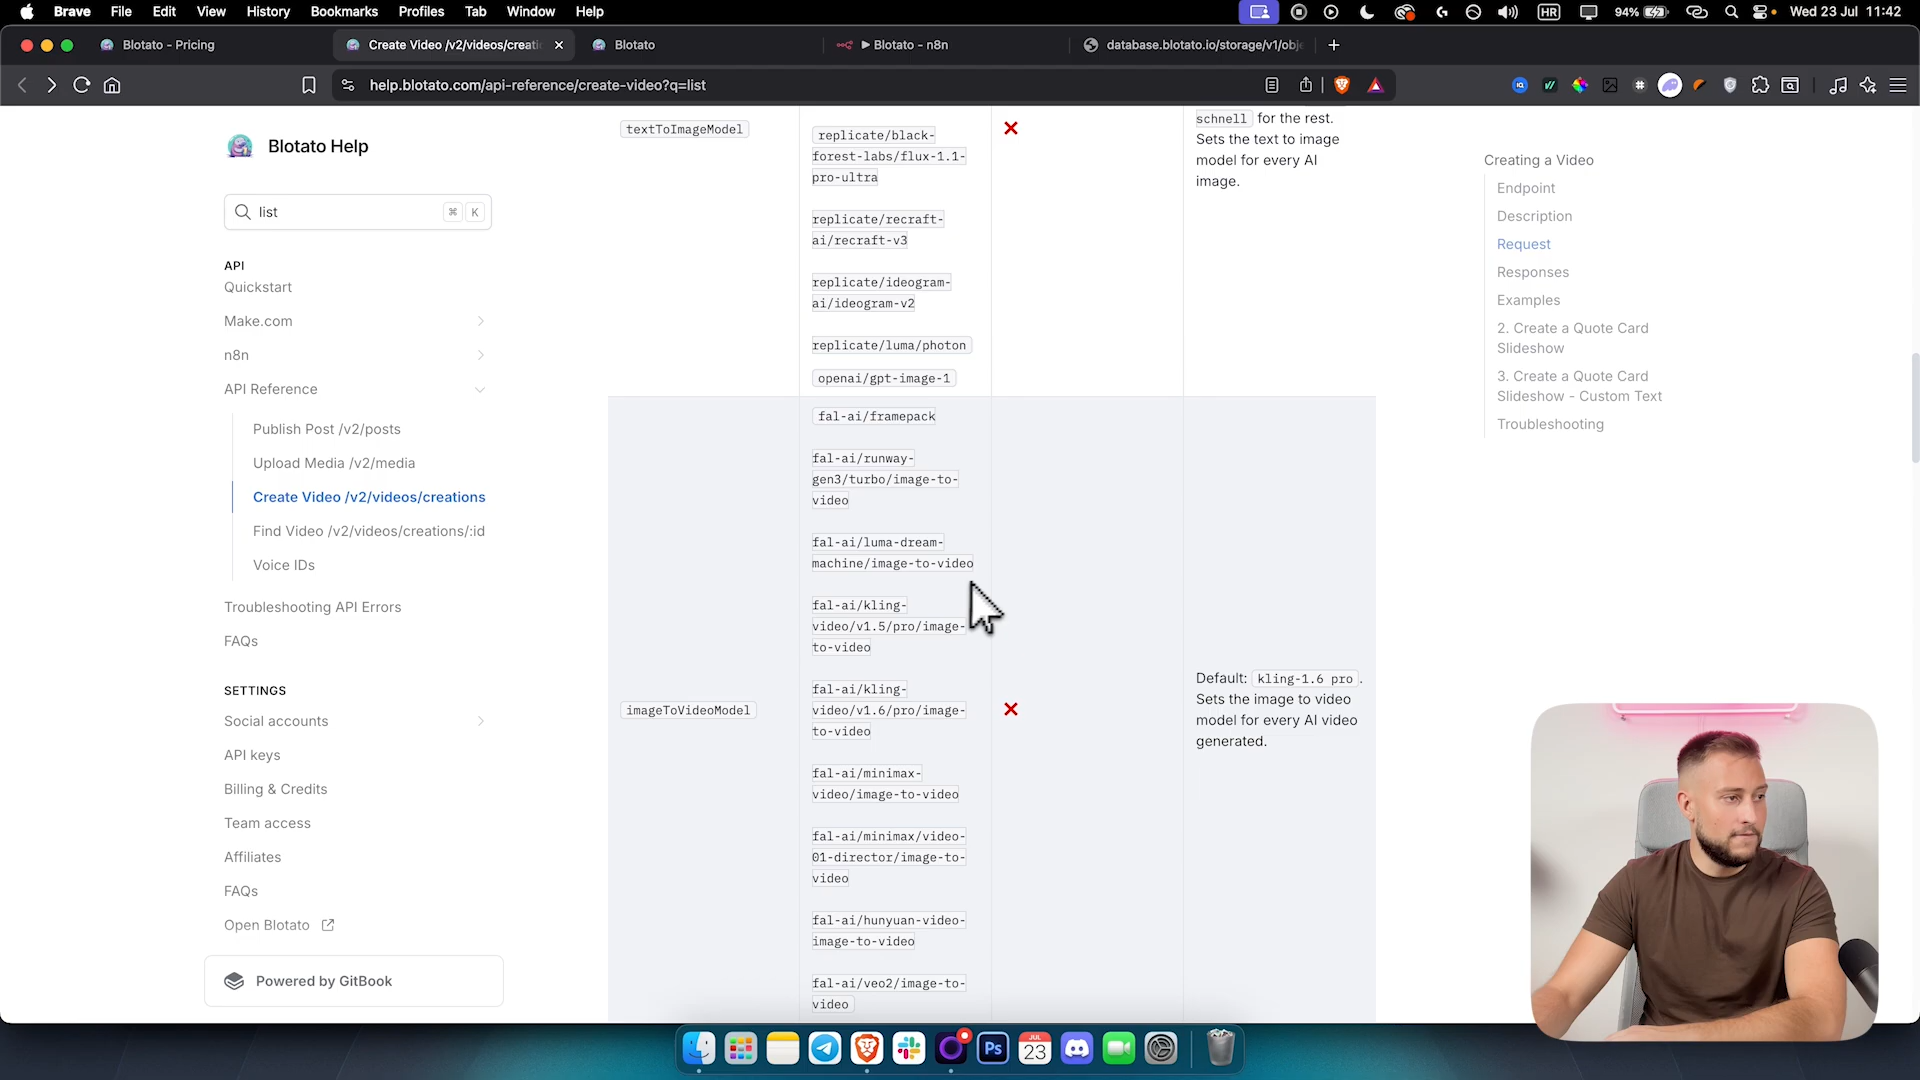 Brave File Edit View History Bookmarks Profiles Tab Window Help HR 94% Wed 23 Jul 11:42
Blotato - Pricing
Create Video /v2/videos/creati
Blotato
Blotato - n8n
database.blotato.io/storage/v1/obj
help.blotato.com/api-reference/create-video?q=list
Blotato Help
list
⌘ K
API
Quickstart
Make.com
n8n
API Reference
Publish Post /v2/posts
Upload Media /v2/media
Create Video /v2/videos/creations
Find Video /v2/videos/creations/:id
Voice IDs
Troubleshooting API Errors
FAQs
SETTINGS
Social accounts
API keys
Billing & Credits
Team access
Affiliates
FAQs
Open Blotato
Powered by GitBook
textToImageModel
replicate/black-
forest-labs/flux-1.1-
pro-ultra
replicate/recraft-
ai/recraft-v3
replicate/ideogram-
ai/ideogram-v2
replicate/luma/photon
openai/gpt-image-1
schnell for the rest.
Sets the text to image
model for every AI
image.
imageToVideoModel
fal-ai/framepack
fal-ai/runway-
gen3/turbo/image-to-
video
fal-ai/luma-dream-
machine/image-to-video
fal-ai/kling-
video/v1.5/pro/image-
to-video
fal-ai/kling-
video/v1.6/pro/image-
to-video
fal-ai/minimax-
video/image-to-video
fal-ai/minimax/video-
01-director/image-to-
video
fal-ai/hunyuan-video-
image-to-video
fal-ai/veo2/image-to-
video
Default: kling-1.6 pro.
Sets the image to video
model for every AI video
generated.
Creating a Video
Endpoint
Description
Request
Responses
Examples
2. Create a Quote Card
Slideshow
3. Create a Quote Card
Slideshow - Custom Text
Troubleshooting
Ps
JUL
23